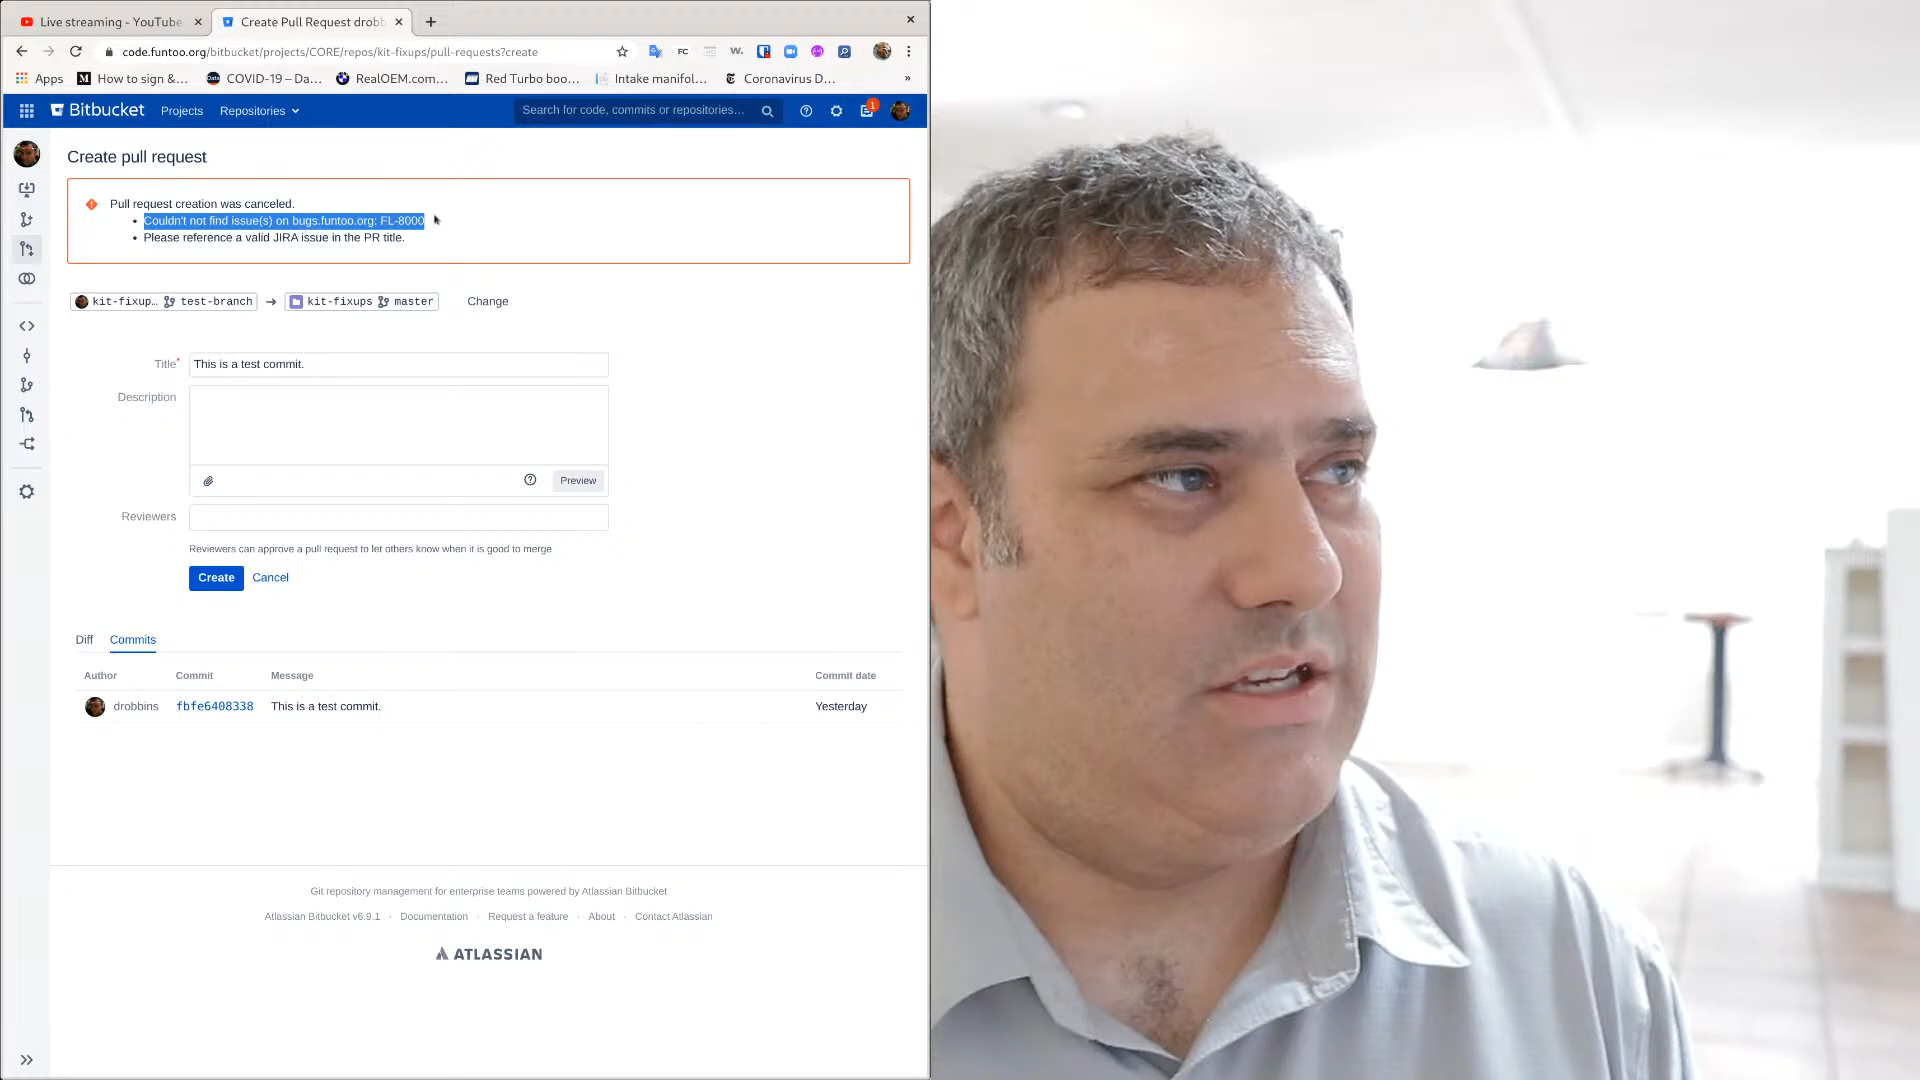 Live streaming - YouTube
Create Pull Request drobb
code.funtoo.org/bitbucket/projects/CORE/repos/kit-fixups/pull-requests?create
FC
W.
Apps
How to sign &...
COVID-19 – Da...
RealOEM.com...
Red Turbo boo...
Intake manifol...
Coronavirus D...
»
Bitbucket
Projects
Repositories
Search for code, commits or repositories...
1
Create pull request
Pull request creation was canceled.
• Couldn't not find issue(s) on bugs.funtoo.org: FL-8000
• Please reference a valid JIRA issue in the PR title.
kit-fixup… test-branch → kit-fixups master Change
Title* This is a test commit.
Description
Preview
Reviewers
Reviewers can approve a pull request to let others know when it is good to merge
Create Cancel
Diff Commits
Author Commit Message Commit date
drobbins fbfe6408338 This is a test commit. Yesterday
Git repository management for enterprise teams powered by Atlassian Bitbucket
Atlassian Bitbucket v6.9.1 · Documentation · Request a feature · About · Contact Atlassian
ATLASSIAN